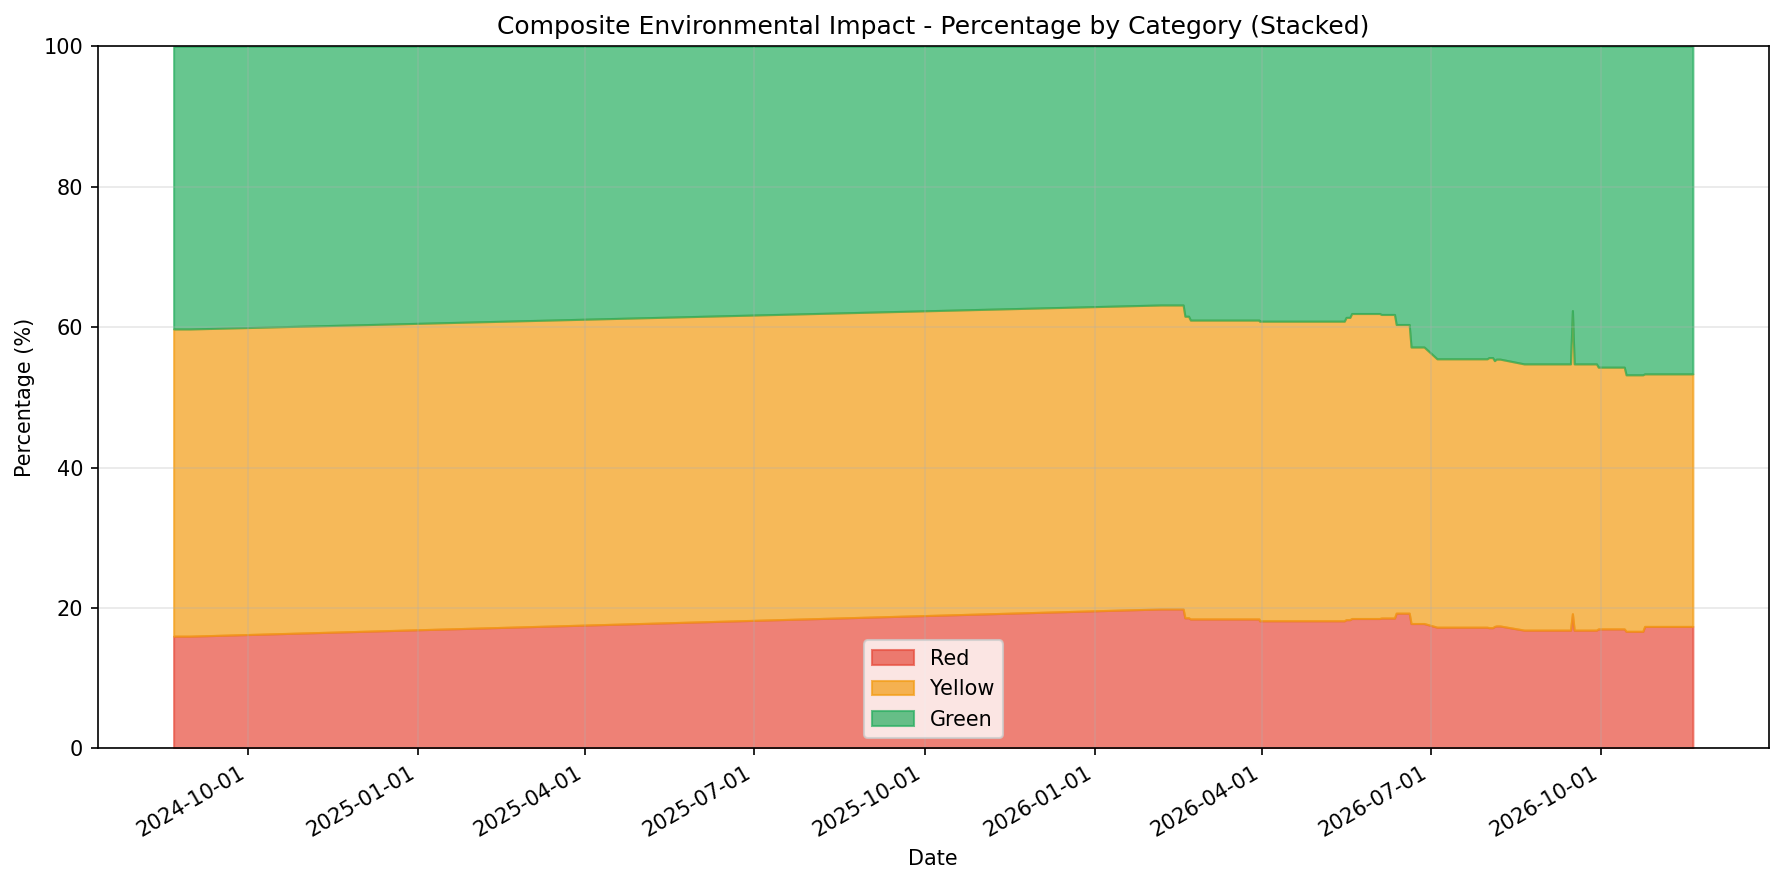 Composite Environmental Impact - Percentage by Category (Stacked)
Percentage (%)
100
80
60
40
20
0
Red
Yellow
Green
2024-10-01
2025-01-01
2025-04-01
2025-07-01
2025-10-01
2026-01-01
2026-04-01
2026-07-01
2026-10-01
Date